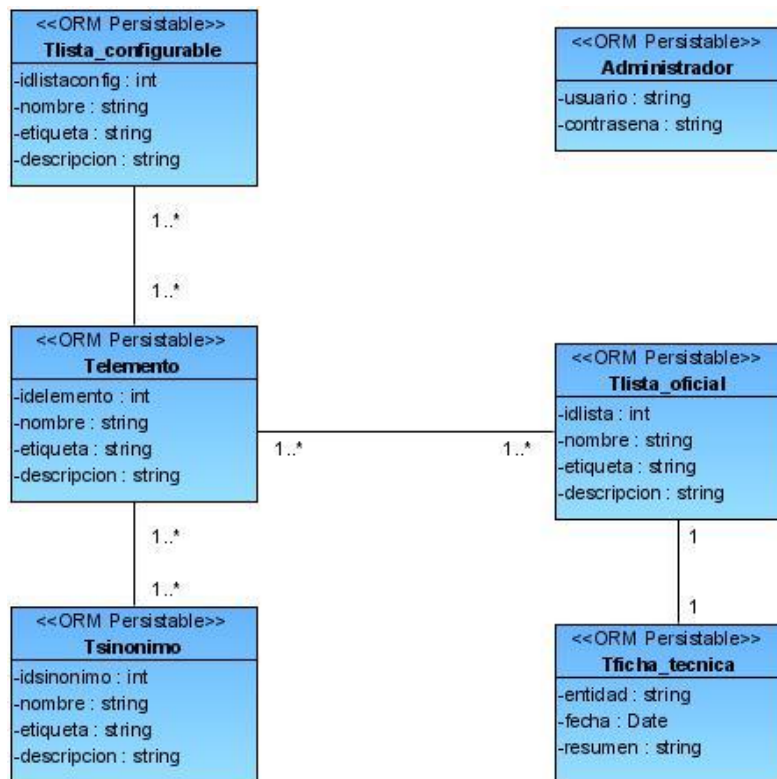 <<ORM Persistable>>
Tlista_configurable
-idlistaconfig : int
-nombre : string
-etiqueta : string
-descripcion : string
<<ORM Persistable>>
Administrador
-usuario : string
-contrasena : string
1..*
1..*
<<ORM Persistable>>
Telemento
-idelemento : int
-nombre : string
-etiqueta : string
-descripcion : string
1..*
1..*
<<ORM Persistable>>
Tlista_oficial
-idlista : int
-nombre : string
-etiqueta : string
-descripcion : string
1..*
1..*
1
1
<<ORM Persistable>>
Tsinonimo
-idsinonimo : int
-nombre : string
-etiqueta : string
-descripcion : string
<<ORM Persistable>>
Tficha_tecnica
-entidad : string
-fecha : Date
-resumen : string